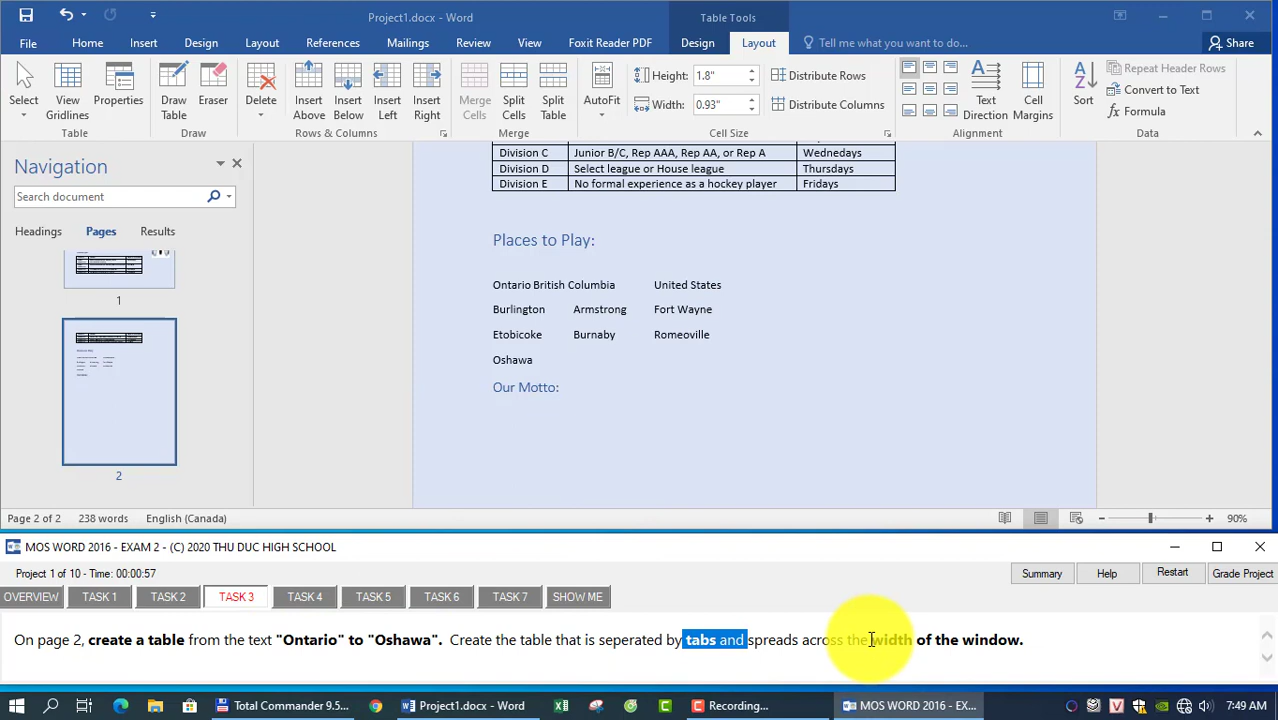 Project1.docx - Word
Table Tools
File Home Insert Design Layout References Mailings Review View Foxit Reader PDF Design Layout Tell me what you want to do... Share
Select
View Gridlines
Properties
Draw Table
Eraser
Delete
Insert Above
Insert Below
Insert Left
Insert Right
Merge Cells
Split Cells
Split Table
AutoFit
Height: 1.8"
Width: 0.93"
Distribute Rows
Distribute Columns
Text Direction
Cell Margins
Sort
Repeat Header Rows
Convert to Text
Formula
Table Draw Rows & Columns Merge Cell Size Alignment Data
Navigation
Search document
Headings Pages Results
1
2
Division C Junior B/C, Rep AAA, Rep AA, or Rep A Wednedays
Division D Select league or House league Thursdays
Division E No formal experience as a hockey player Fridays
Places to Play:
Ontario British Columbia United States
Burlington Armstrong Fort Wayne
Etobicoke Burnaby Romeoville
Oshawa
Our Motto:
Page 2 of 2 238 words English (Canada) 90%
MOS WORD 2016 - EXAM 2 - (C) 2020 THU DUC HIGH SCHOOL
Project 1 of 10 - Time: 00:00:57
Summary Help Restart Grade Project
OVERVIEW TASK 1 TASK 2 TASK 3 TASK 4 TASK 5 TASK 6 TASK 7 SHOW ME
On page 2, create a table from the text "Ontario" to "Oshawa". Create the table that is seperated by tabs and spreads across the width of the window.
Total Commander 9.5... Project1.docx - Word Recording... MOS WORD 2016 - EX... 7:49 AM